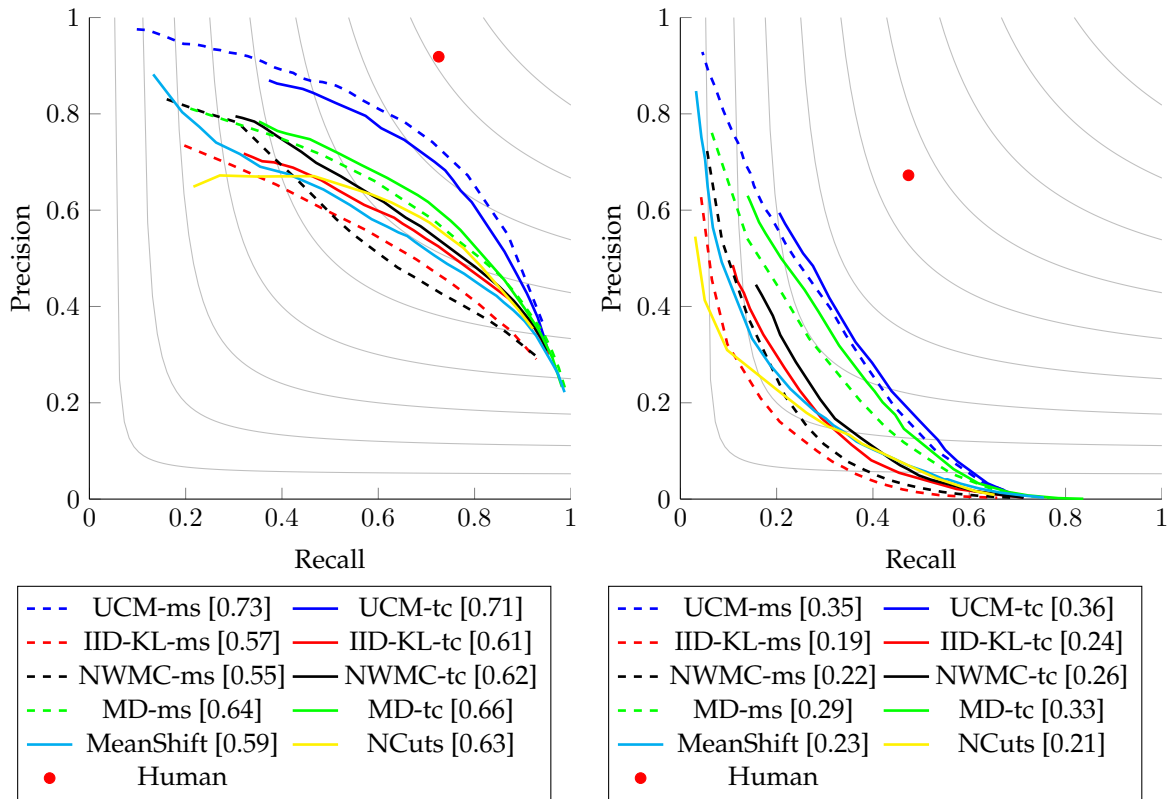 1
0.8
0.6
0.4
0.2
0
Precision
0 0.2 0.4 0.6 0.8 1
Recall
UCM-ms [0.73] UCM-tc [0.71]
IID-KL-ms [0.57] IID-KL-tc [0.61]
NWMC-ms [0.55] NWMC-tc [0.62]
MD-ms [0.64] MD-tc [0.66]
MeanShift [0.59] NCuts [0.63]
Human
1
0.8
0.6
0.4
0.2
0
Precision
0 0.2 0.4 0.6 0.8 1
Recall
UCM-ms [0.35] UCM-tc [0.36]
IID-KL-ms [0.19] IID-KL-tc [0.24]
NWMC-ms [0.22] NWMC-tc [0.26]
MD-ms [0.29] MD-tc [0.33]
MeanShift [0.23] NCuts [0.21]
Human